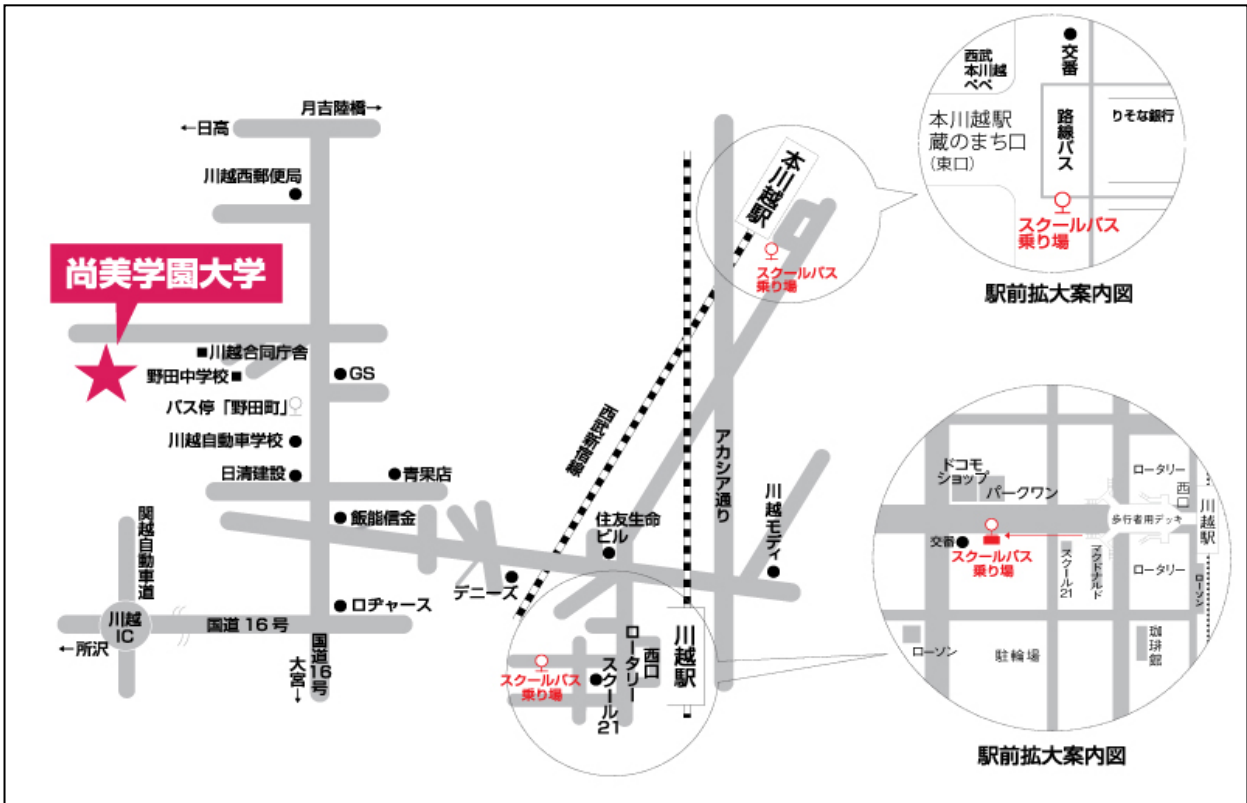 月吉陸橋→
←日高
川越西郵便局
尚美学園大学
■川越合同庁舎
野田中学校■
GS
バス停「野田町」
川越自動車学校
日清建設
青果店
飯能信金
関越自動車道
川越
IC
←所沢
国道16号
ロヂャース
国道16号
大宮→
デニーズ
西武新宿線
住友生命
ビル
アカシア通り
川越モディ
本川越駅
スクールバス
乗り場
川越駅
西口
ロータリー
スクール21
スクールバス
乗り場
交番
西武
本川越
ペペ
本川越駅
蔵のまち口
(東口)
路線バス
りそな銀行
スクールバス
乗り場
駅前拡大案内図
ドコモ
ショップ
パークワン
ロータリー
西口
川越駅
歩行者用デッキ
交番
スクールバス
乗り場
スクール21
マクドナルド
ロータリー
ローソン
ローソン
駐輪場
珈琲館
駅前拡大案内図